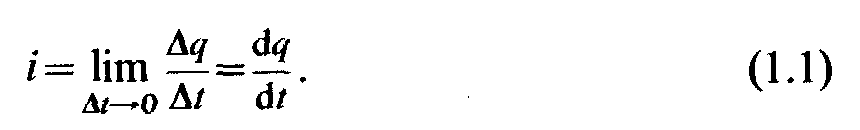 i = lim_{Δt→0} Δq/Δt = dq/dt. (1.1)